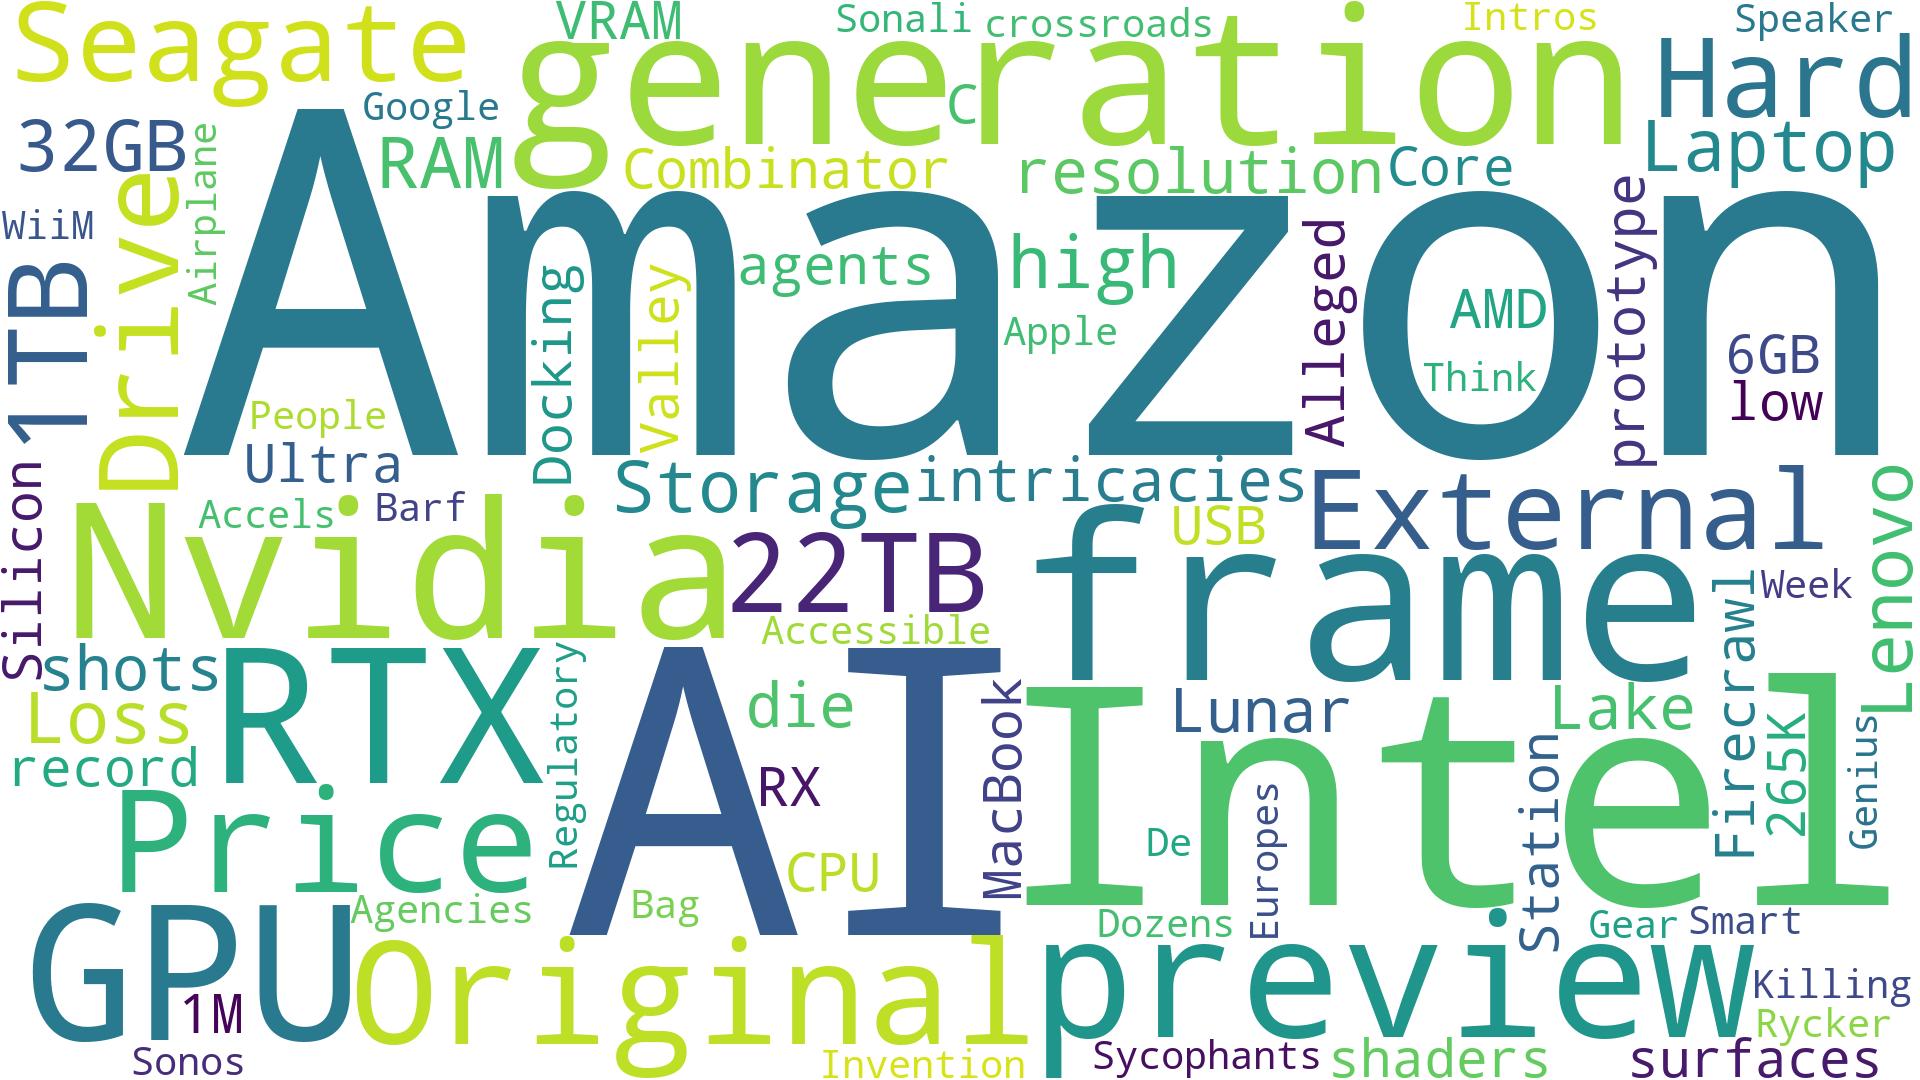 Seagate
VRAM
Sonali
crossroads
Intros
Speaker
generation
Hard
Google
C
32GB
Airplane
RAM
Combinator
resolution
Core
Laptop
Drive
WiiM
Amazon
1TB
Docking
Valley
agents
high
Apple
Alleged
AMD
Think
prototype
6GB
low
People
Ultra
Storage
intricacies
External
Lenovo
Silicon
Accels
Barf
Nvidia
22TB
USB
frame
Week
Firecrawl
Accessible
shots
RTX
Regulatory
AI
die
MacBook
Lunar
Lake
Intel
265K
Genius
Loss
record
RX
Price
CPU
De
Europes
Station
Agencies
Bag
Dozens
Gear
Smart
GPU
1M
Original
preview
Killing
Rycker
Sonos
Invention
Sycophants
shaders
surfaces